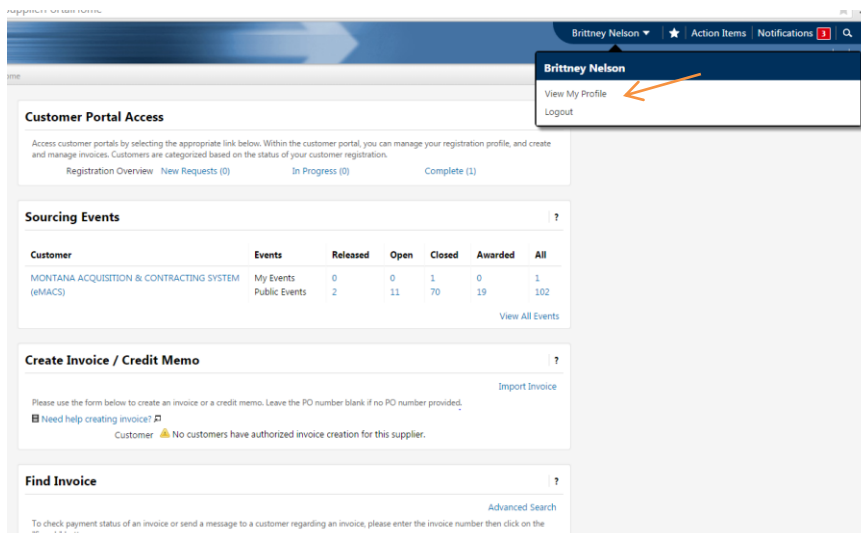 SupplierPortalHome
Brittney Nelson Action Items Notifications 3
Brittney Nelson
ome
View My Profile
Logout
Customer Portal Access
Access customer portals by selecting the appropriate link below. Within the customer portal, you can manage your registration profile, and create
and manage invoices. Customers are categorized based on the status of your customer registration.
Registration Overview New Requests (0) In Progress (0) Complete (1)
Sourcing Events ?
Customer Events Released Open Closed Awarded All
MONTANA ACQUISITION & CONTRACTING SYSTEM My Events 0 0 1 0 1
(eMACS) Public Events 2 11 70 19 102
View All Events
Create Invoice / Credit Memo ?
Import Invoice
Please use the form below to create an invoice or a credit memo. Leave the PO number blank if no PO number provided.
Need help creating invoice?
Customer No customers have authorized invoice creation for this supplier.
Find Invoice ?
Advanced Search
To check payment status of an invoice or send a message to a customer regarding an invoice, please enter the invoice number then click on the